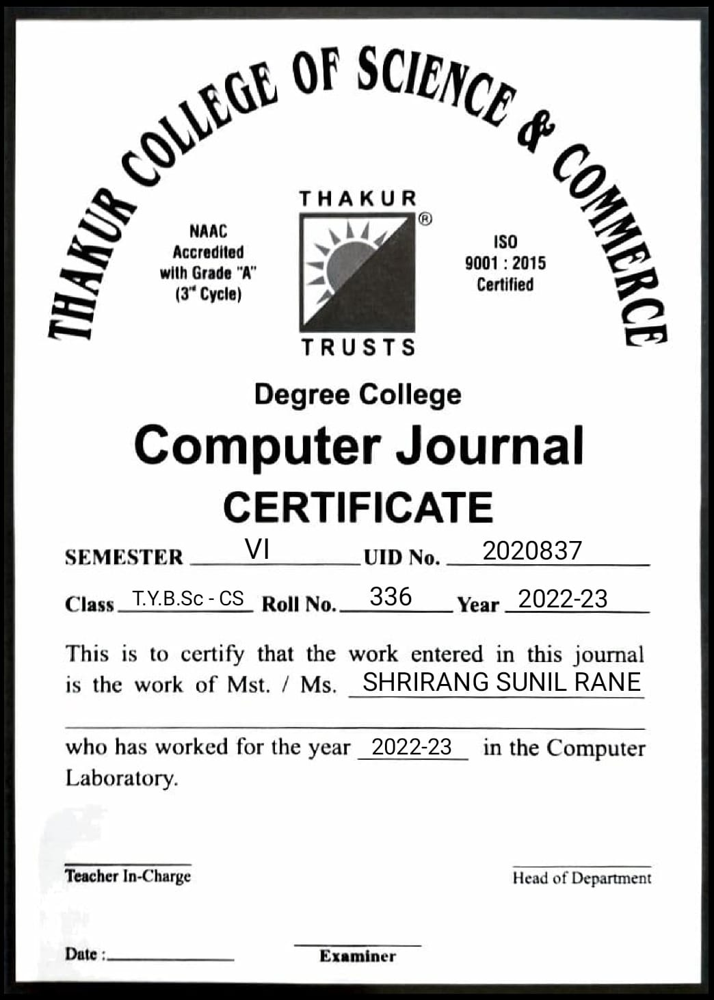 THAKUR COLLEGE OF SCIENCE & COMMERCE
NAAC
Accredited
with Grade "A"
(3rd Cycle)
THAKUR
®
TRUSTS
ISO
9001 : 2015
Certified
Degree College
Computer Journal
CERTIFICATE
SEMESTER VI UID No. 2020837
Class T.Y.B.Sc - CS Roll No. 336 Year 2022-23
This is to certify that the work entered in this journal
is the work of Mst. / Ms. SHRIRANG SUNIL RANE
who has worked for the year 2022-23 in the Computer
Laboratory.
Teacher In-Charge Head of Department
Date : Examiner